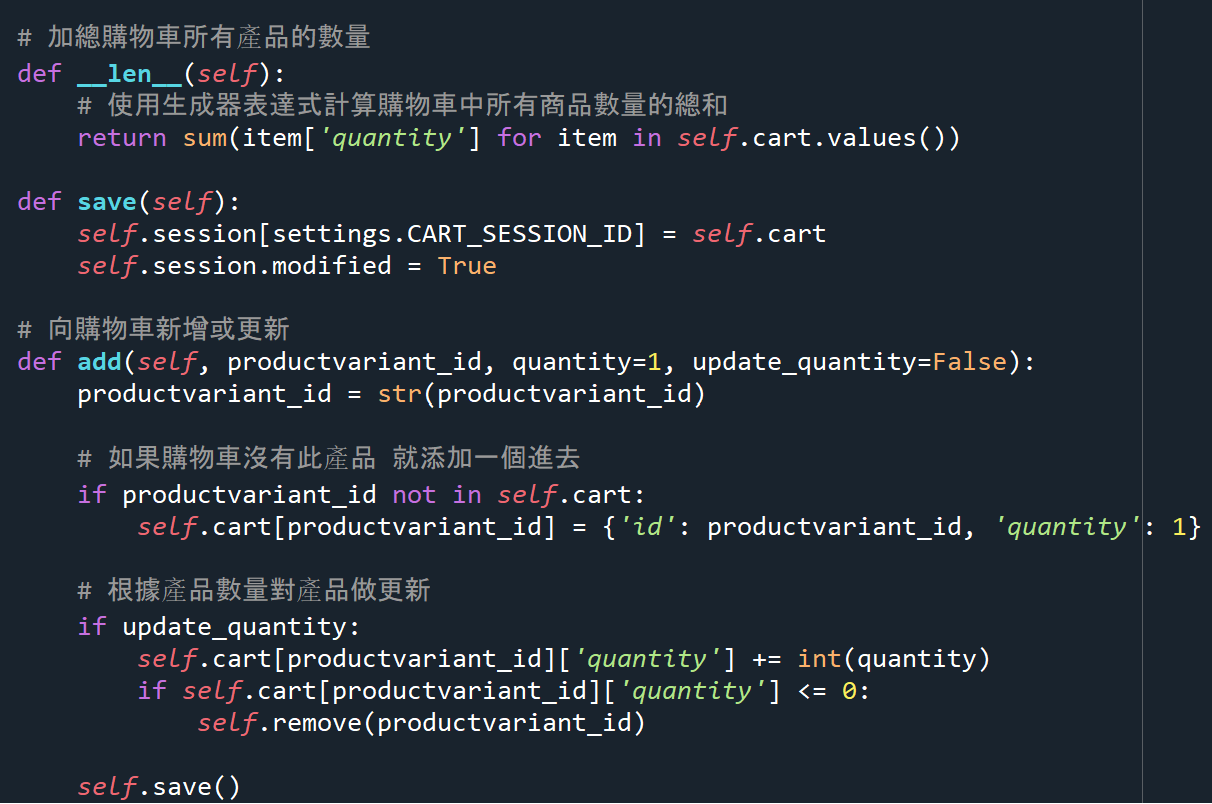 # 加總購物車所有產品的數量
def __len__(self):
    # 使用生成器表達式計算購物車中所有商品數量的總和
    return sum(item['quantity'] for item in self.cart.values())

def save(self):
    self.session[settings.CART_SESSION_ID] = self.cart
    self.session.modified = True

# 向購物車新增或更新
def add(self, productvariant_id, quantity=1, update_quantity=False):
    productvariant_id = str(productvariant_id)

    # 如果購物車沒有此產品 就添加一個進去
    if productvariant_id not in self.cart:
        self.cart[productvariant_id] = {'id': productvariant_id, 'quantity': 1}

    # 根據產品數量對產品做更新
    if update_quantity:
        self.cart[productvariant_id]['quantity'] += int(quantity)
        if self.cart[productvariant_id]['quantity'] <= 0:
            self.remove(productvariant_id)

    self.save()